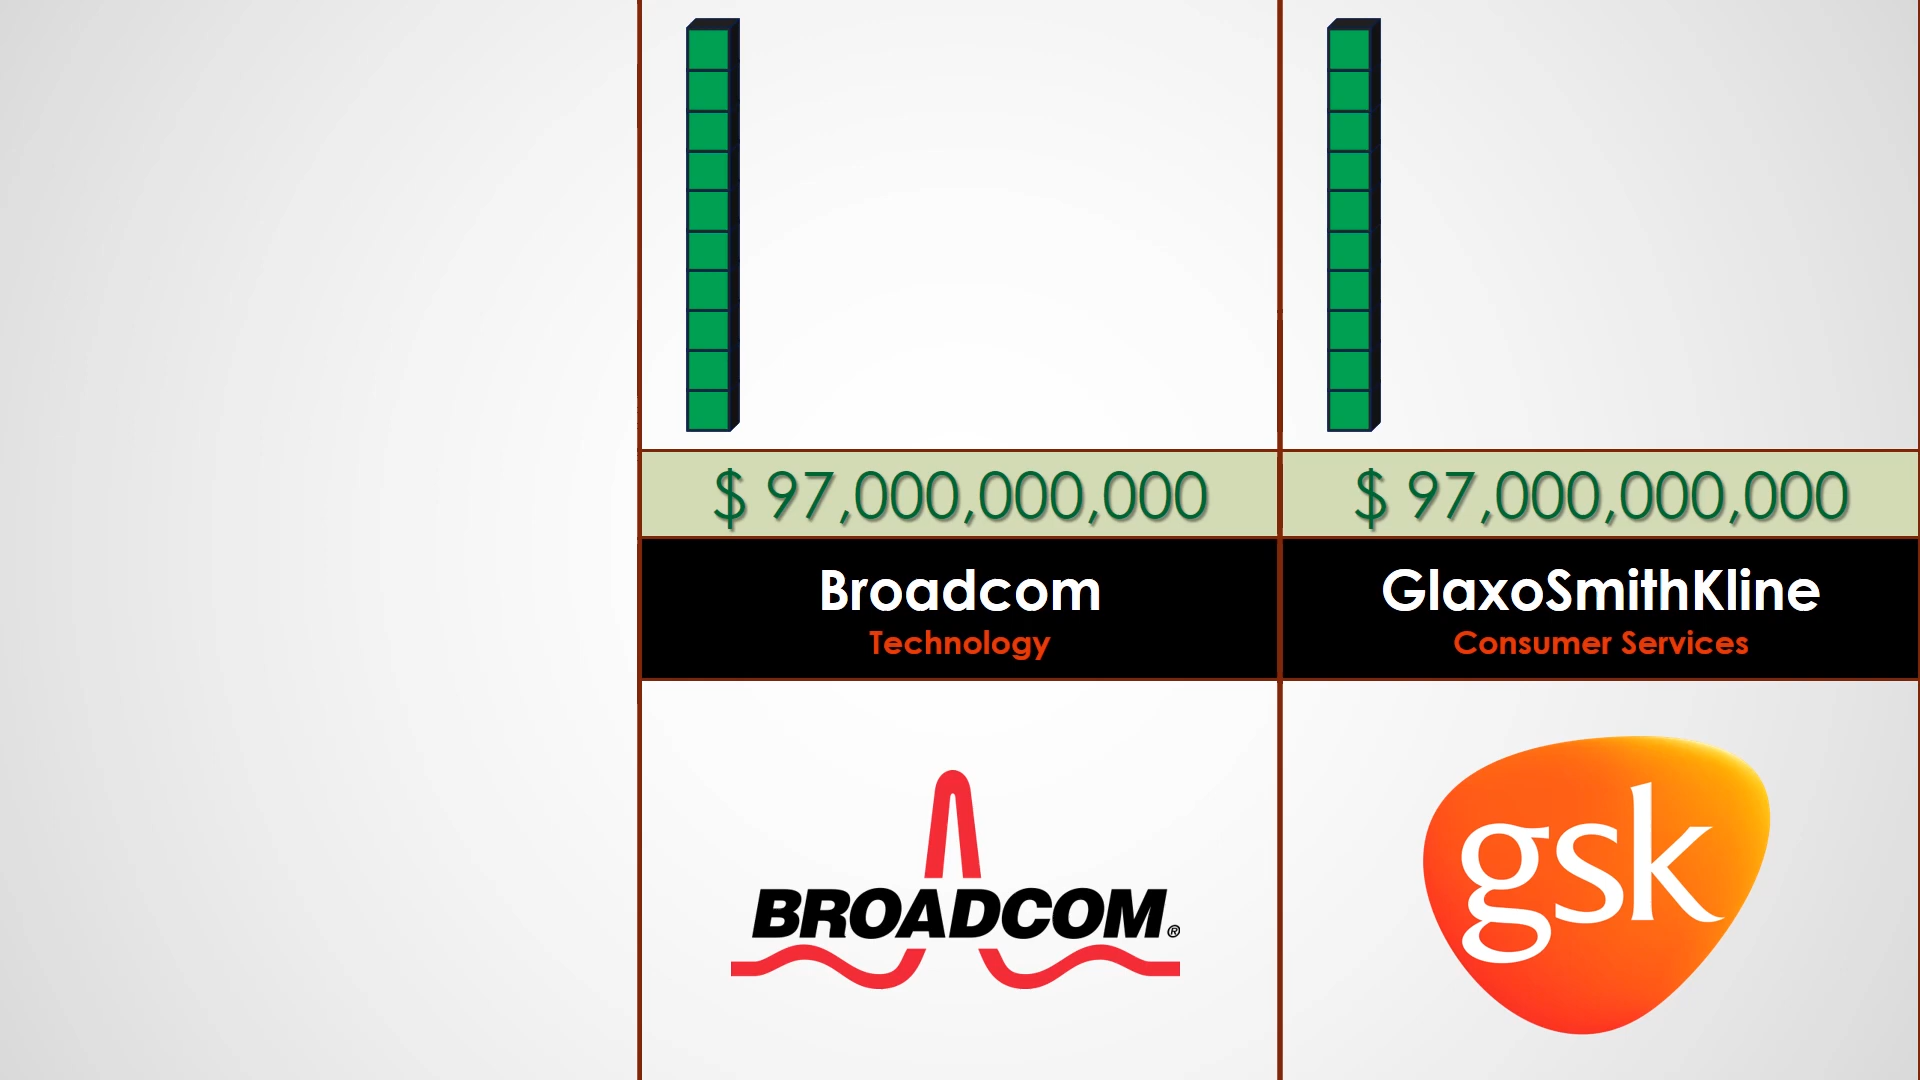 $ 97,000,000,000
Broadcom
Technology
BROADCOM®
$ 97,000,000,000
GlaxoSmithKline
Consumer Services
gsk